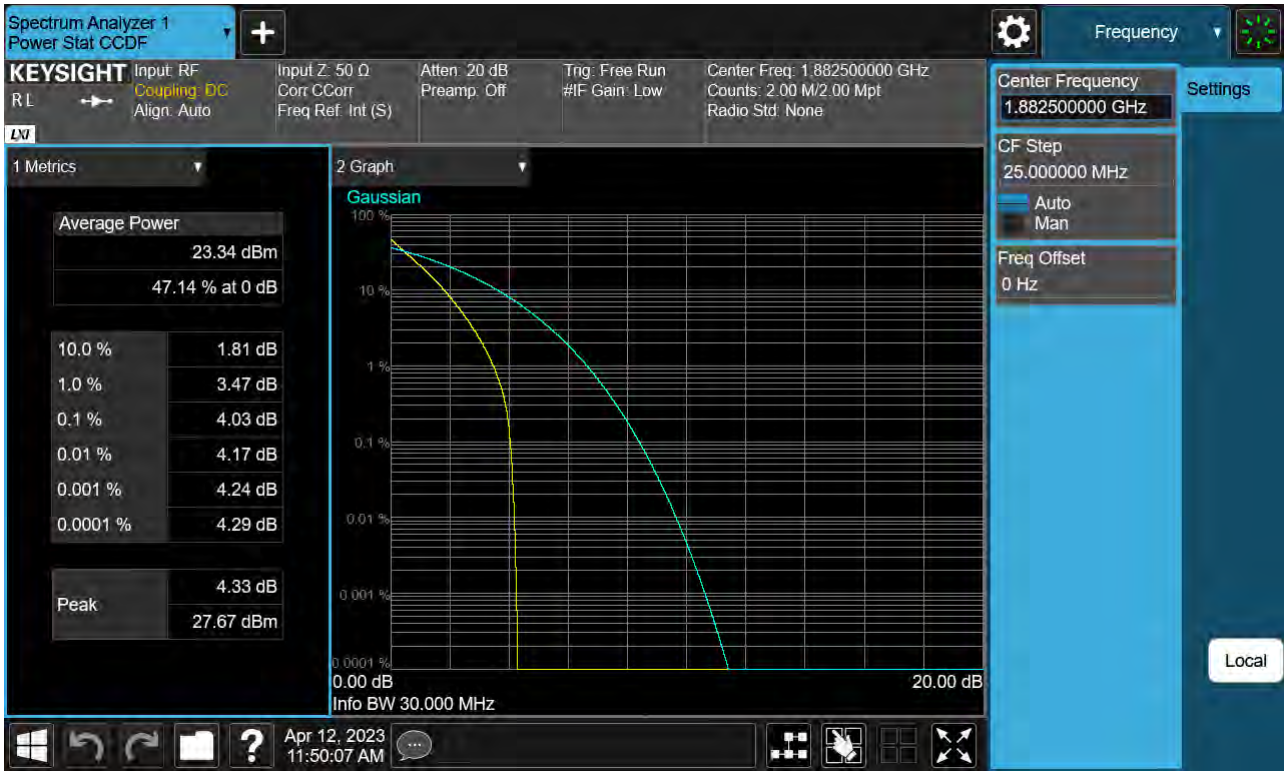 Spectrum Analyzer 1
Power Stat CCDF
Frequency
KEYSIGHT
RL
LXI
Input: RF
Coupling: DC
Align: Auto
Input Z: 50 Ω
Corr CCorr
Freq Ref: Int (S)
Atten: 20 dB
Preamp: Off
Trig: Free Run
#IF Gain: Low
Center Freq: 1.882500000 GHz
Counts: 2.00 M/2.00 Mpt
Radio Std: None
Center Frequency
1.882500000 GHz
Settings
CF Step
25.000000 MHz
Auto
Man
Freq Offset
0 Hz
Local
1 Metrics
Average Power
23.34 dBm
47.14 % at 0 dB
10.0 % 1.81 dB
1.0 % 3.47 dB
0.1 % 4.03 dB
0.01 % 4.17 dB
0.001 % 4.24 dB
0.0001 % 4.29 dB
Peak 4.33 dB
27.67 dBm
2 Graph
Gaussian
100 %
10 %
1 %
0.1 %
0.01 %
0.001 %
0.0001 %
0.00 dB 20.00 dB
Info BW 30.000 MHz
?
Apr 12, 2023
11:50:07 AM